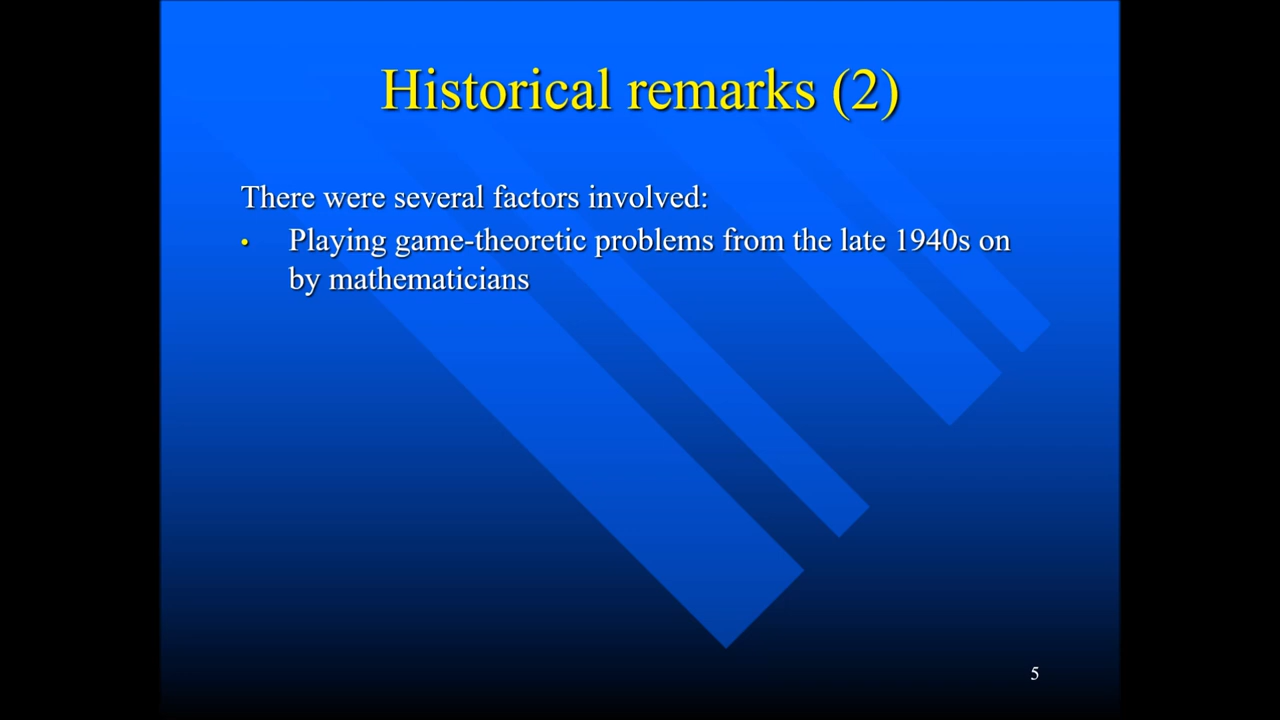 Historical remarks (2)
There were several factors involved:
• Playing game-theoretic problems from the late 1940s on
by mathematicians
5